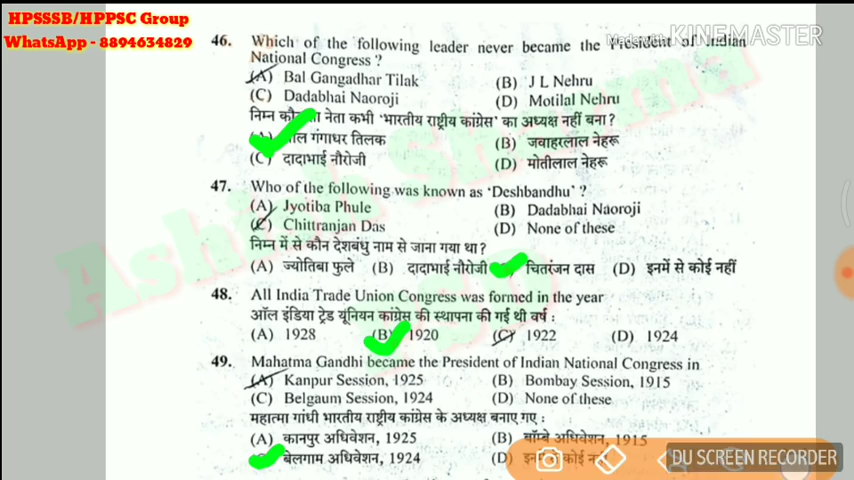 HPSSSB/HPPSC Group
WhatsApp - 8894634829
Made with KINEMASTER
46. Which of the following leader never became the President of Indian
National Congress ?
(A) Bal Gangadhar Tilak (B) J L Nehru
(C) Dadabhai Naoroji (D) Motilal Nehru
निम्न कौन नेता कभी 'भारतीय राष्ट्रीय कांग्रेस' का अध्यक्ष नहीं बना?
गंगाधर तिलक (B) जवाहरलाल नेहरू
(C) दादाभाई नौरोजी (D) मोतीलाल नेहरू
47. Who of the following was known as 'Deshbandhu' ?
(A) Jyotiba Phule (B) Dadabhai Naoroji
(C) Chittranjan Das (D) None of these
निम्न में से कौन देशबंधु नाम से जाना गया था?
(A) ज्योतिबा फुले (B) दादाभाई नौरोजी चितरंजन दास (D) इनमें से कोई नहीं
48. All India Trade Union Congress was formed in the year
ऑल इंडिया ट्रेड यूनियन कांग्रेस की स्थापना की गई थी वर्ष :
(A) 1928 (B) 1920 (C) 1922 (D) 1924
49. Mahatma Gandhi became the President of Indian National Congress in
(A) Kanpur Session, 1925 (B) Bombay Session, 1915
(C) Belgaum Session, 1924 (D) None of these
महात्मा गांधी भारतीय राष्ट्रीय कांग्रेस के अध्यक्ष बनाए गए :
(A) कानपुर अधिवेशन, 1925 (B) बॉम्बे अधिवेशन, 1915
बेलगाम अधिवेशन, 1924 (D) इनमें से कोई
DU SCREEN RECORDER
Ashish Sharma